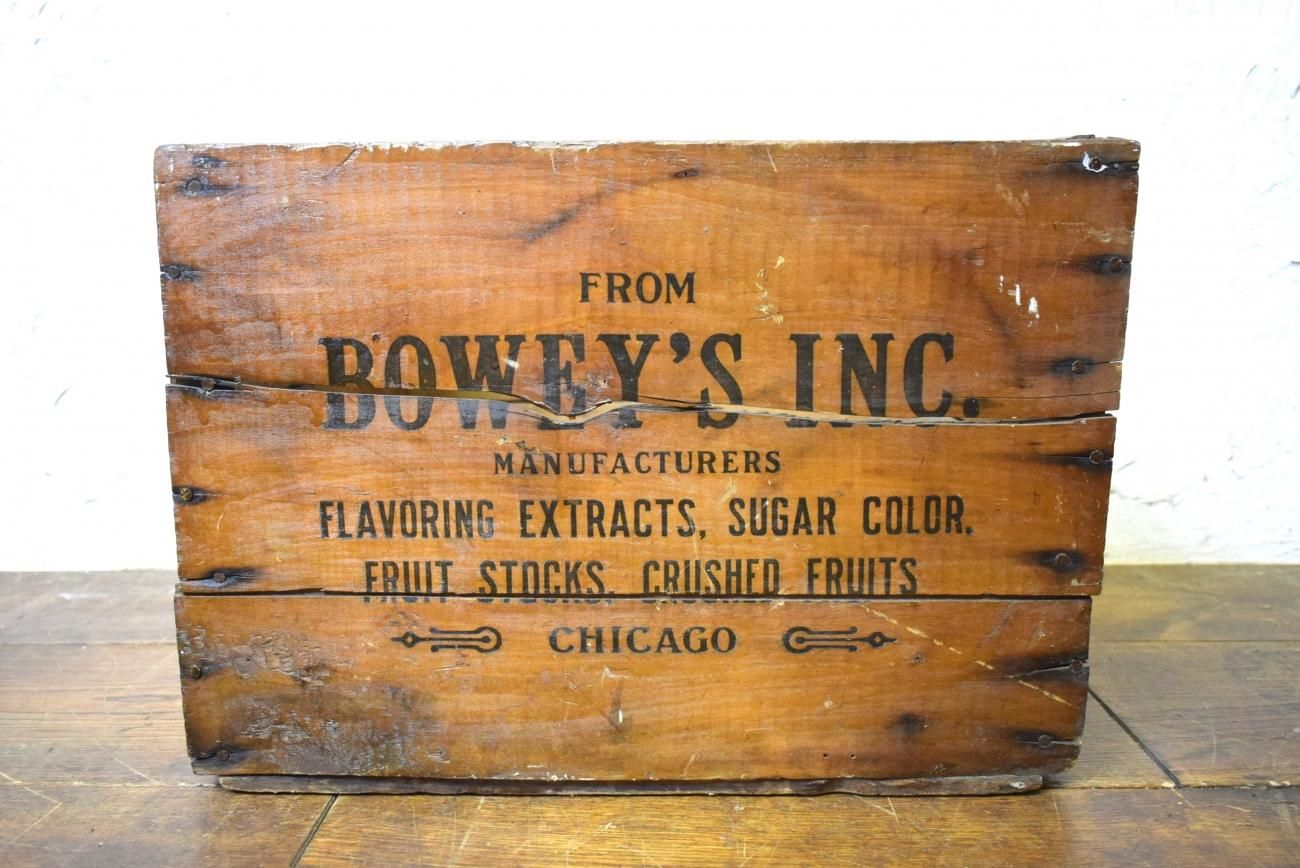 FROM
BOWEY'S INC.
MANUFACTURERS
FLAVORING EXTRACTS, SUGAR COLOR,
FRUIT STOCKS, CRUSHED FRUITS
CHICAGO